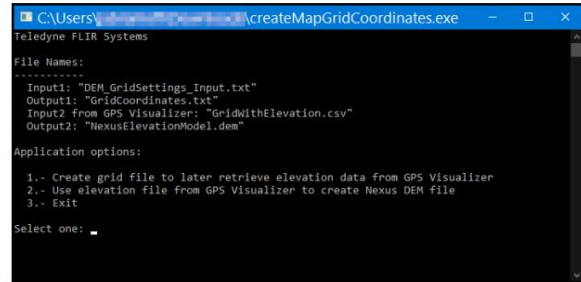 C:\Users\ \createMapGridCoordinates.exe
Teledyne FLIR Systems
File Names:
-----------
Input1: "DEM_GridSettings_Input.txt"
Output1: "GridCoordinates.txt"
Input2 from GPS Visualizer: "GridWithElevation.csv"
Output2: "NexusElevationModel.dem"
Application options:
1.- Create grid file to later retrieve elevation data from GPS Visualizer
2.- Use elevation file from GPS Visualizer to create Nexus DEM file
3.- Exit
Select one: